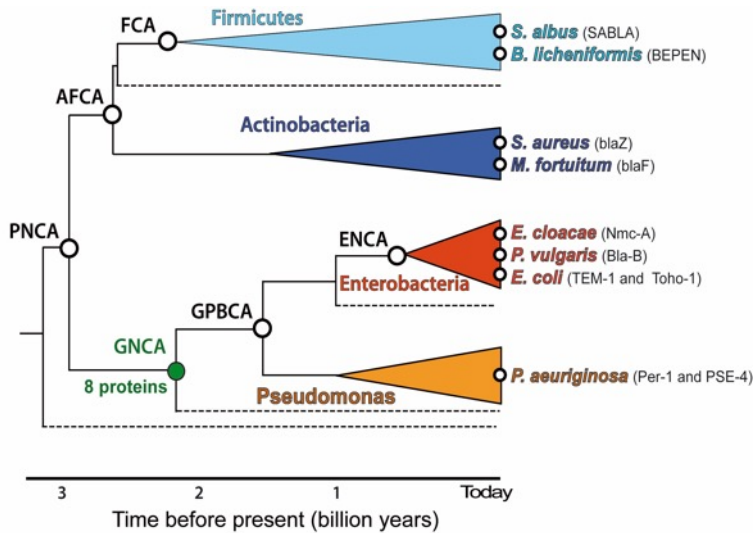 Firmicutes
FCA
S. albus (SABLA)
B. licheniformis (BEPEN)
AFCA
Actinobacteria
S. aureus (blaZ)
M. fortuitum (blaF)
PNCA
ENCA
E. cloacae (Nmc-A)
P. vulgaris (Bla-B)
Enterobacteria
E. coli (TEM-1 and Toho-1)
GPBCA
GNCA
8 proteins
Pseudomonas
P. aeuriginosa (Per-1 and PSE-4)
3 2 1 Today
Time before present (billion years)